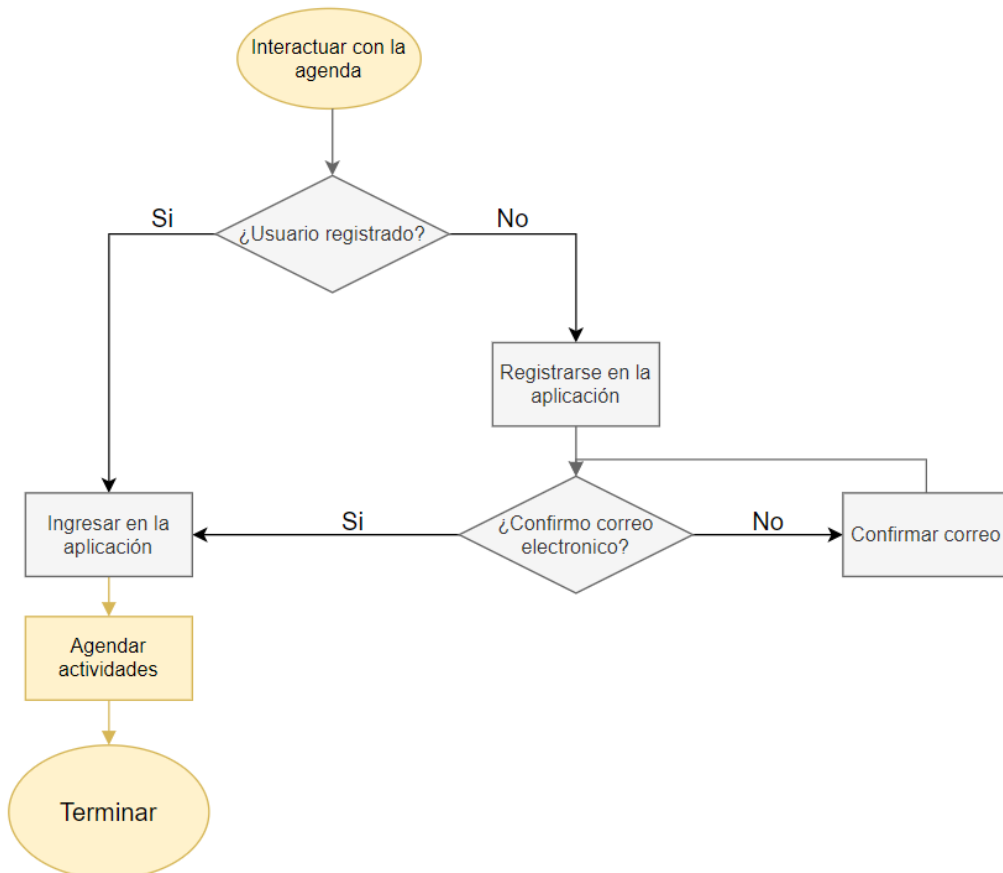 Interactuar con la
agenda
Si
No
¿Usuario registrado?
Registrarse en la
aplicación
Ingresar en la
aplicación
Si
¿Confirmo correo
electronico?
No
Confirmar correo
Agendar
actividades
Terminar